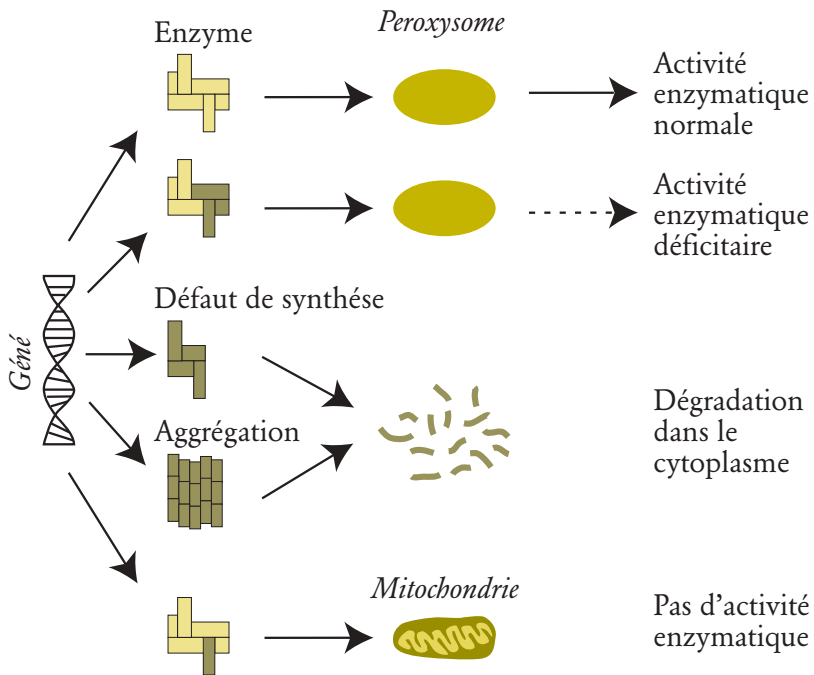 Enzyme
Peroxysome
Activité
enzymatique
normale
Activité
enzymatique
déficitaire
Défaut de synthése
Géné
Aggrégation
Dégradation
dans le
cytoplasme
Mitochondrie
Pas d’activité
enzymatique